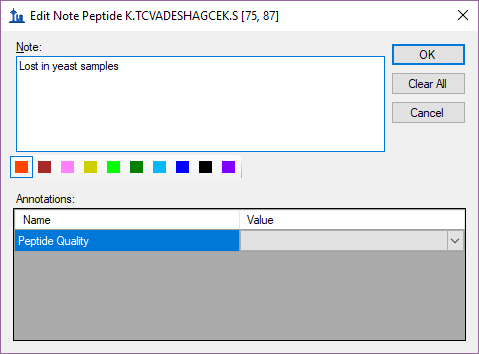 Edit Note Peptide K.TCVADESHAGCEK.S [75, 87]
Note:
OK
Lost in yeast samples
Clear All
Cancel
Annotations:
Name Value
Peptide Quality